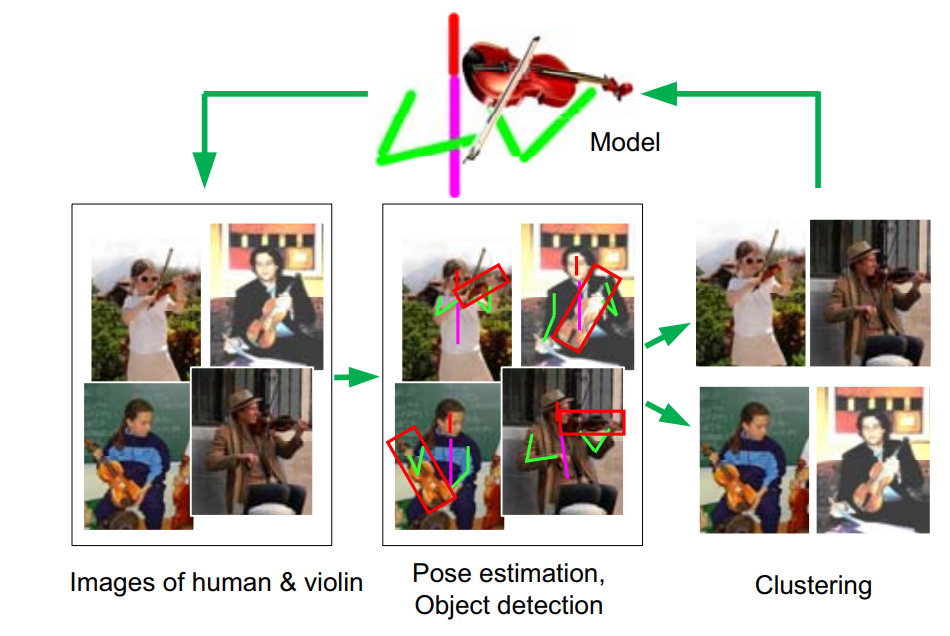 Model
Images of human & violin
Pose estimation,
Object detection
Clustering